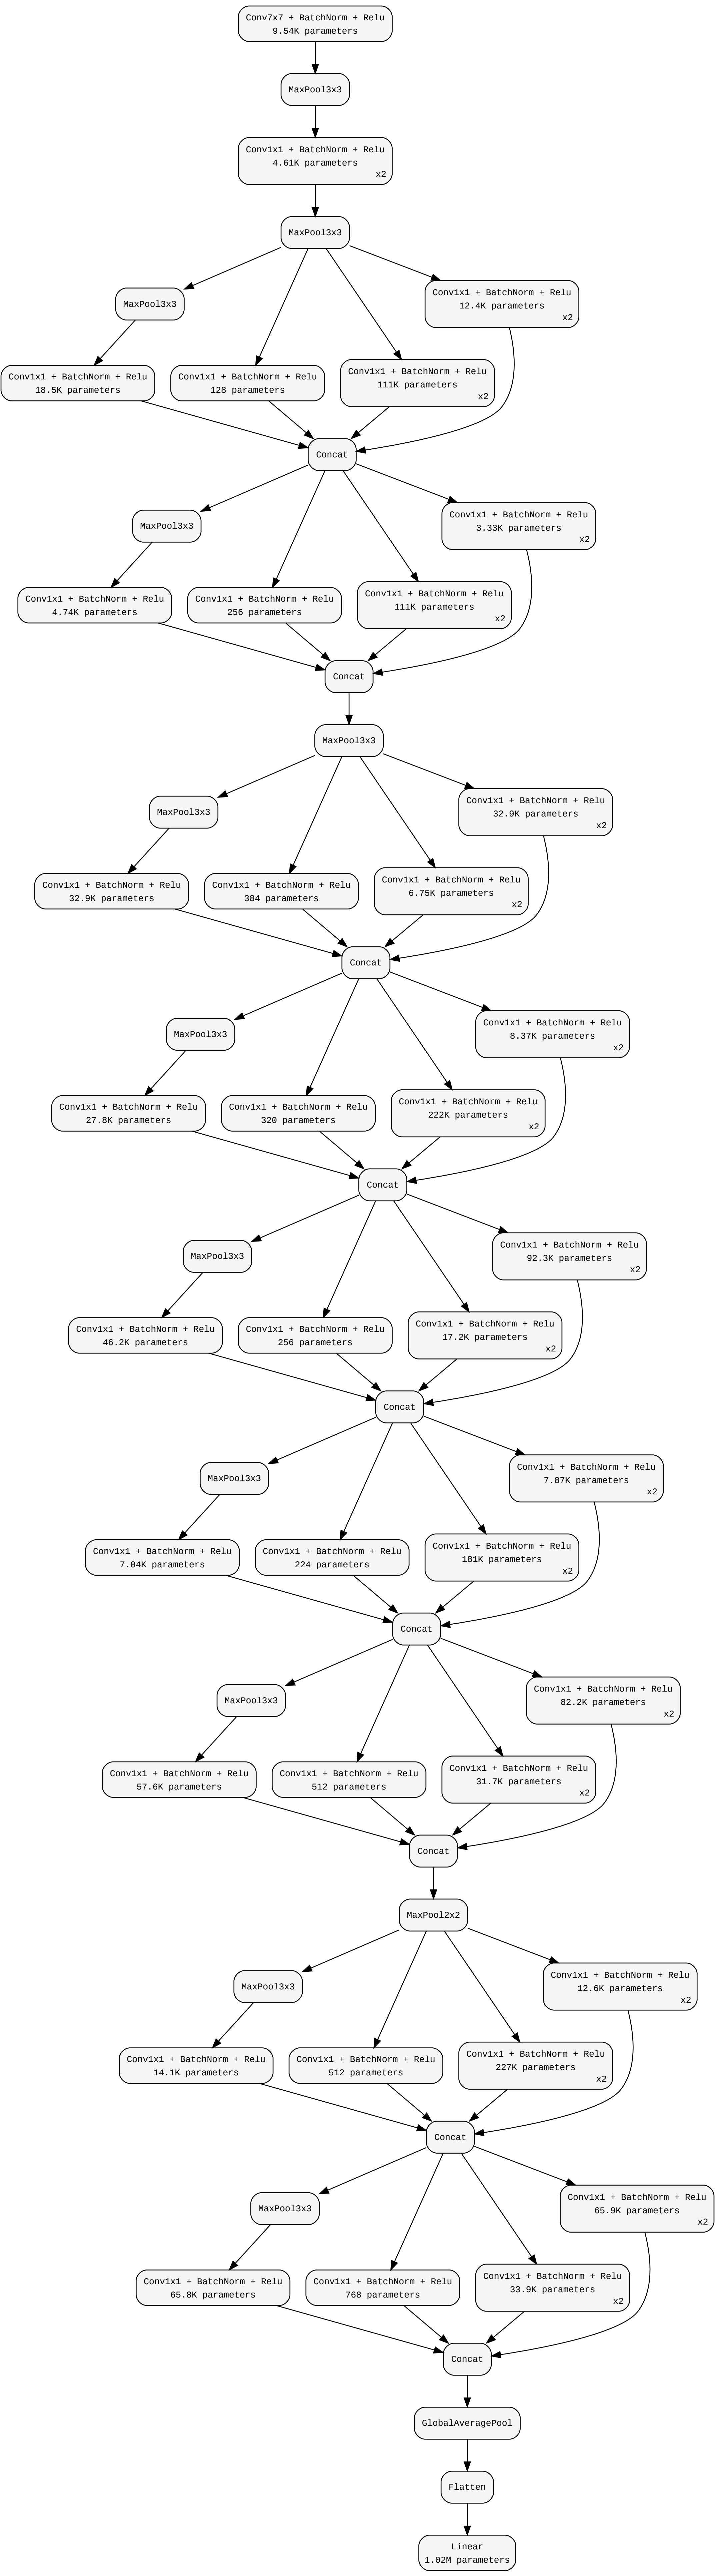 Conv7x7 + BatchNorm + Relu
9.54K parameters
MaxPool3x3
Conv1x1 + BatchNorm + Relu
4.61K parameters
x2
MaxPool3x3
Conv1x1 + BatchNorm + Relu
12.4K parameters
x2
MaxPool3x3
Conv1x1 + BatchNorm + Relu
18.5K parameters
Conv1x1 + BatchNorm + Relu
128 parameters
Conv1x1 + BatchNorm + Relu
111K parameters
x2
Concat
Conv1x1 + BatchNorm + Relu
3.33K parameters
x2
MaxPool3x3
Conv1x1 + BatchNorm + Relu
4.74K parameters
Conv1x1 + BatchNorm + Relu
256 parameters
Conv1x1 + BatchNorm + Relu
111K parameters
x2
Concat
MaxPool3x3
Conv1x1 + BatchNorm + Relu
32.9K parameters
x2
MaxPool3x3
Conv1x1 + BatchNorm + Relu
32.9K parameters
Conv1x1 + BatchNorm + Relu
384 parameters
Conv1x1 + BatchNorm + Relu
6.75K parameters
x2
Concat
Conv1x1 + BatchNorm + Relu
8.37K parameters
x2
MaxPool3x3
Conv1x1 + BatchNorm + Relu
27.8K parameters
Conv1x1 + BatchNorm + Relu
320 parameters
Conv1x1 + BatchNorm + Relu
222K parameters
x2
Concat
Conv1x1 + BatchNorm + Relu
92.3K parameters
x2
MaxPool3x3
Conv1x1 + BatchNorm + Relu
46.2K parameters
Conv1x1 + BatchNorm + Relu
256 parameters
Conv1x1 + BatchNorm + Relu
17.2K parameters
x2
Concat
Conv1x1 + BatchNorm + Relu
7.87K parameters
x2
MaxPool3x3
Conv1x1 + BatchNorm + Relu
7.04K parameters
Conv1x1 + BatchNorm + Relu
224 parameters
Conv1x1 + BatchNorm + Relu
181K parameters
x2
Concat
Conv1x1 + BatchNorm + Relu
82.2K parameters
x2
MaxPool3x3
Conv1x1 + BatchNorm + Relu
57.6K parameters
Conv1x1 + BatchNorm + Relu
512 parameters
Conv1x1 + BatchNorm + Relu
31.7K parameters
x2
Concat
MaxPool2x2
Conv1x1 + BatchNorm + Relu
12.6K parameters
x2
MaxPool3x3
Conv1x1 + BatchNorm + Relu
14.1K parameters
Conv1x1 + BatchNorm + Relu
512 parameters
Conv1x1 + BatchNorm + Relu
227K parameters
x2
Concat
Conv1x1 + BatchNorm + Relu
65.9K parameters
x2
MaxPool3x3
Conv1x1 + BatchNorm + Relu
65.8K parameters
Conv1x1 + BatchNorm + Relu
768 parameters
Conv1x1 + BatchNorm + Relu
33.9K parameters
x2
Concat
GlobalAveragePool
Flatten
Linear
1.02M parameters